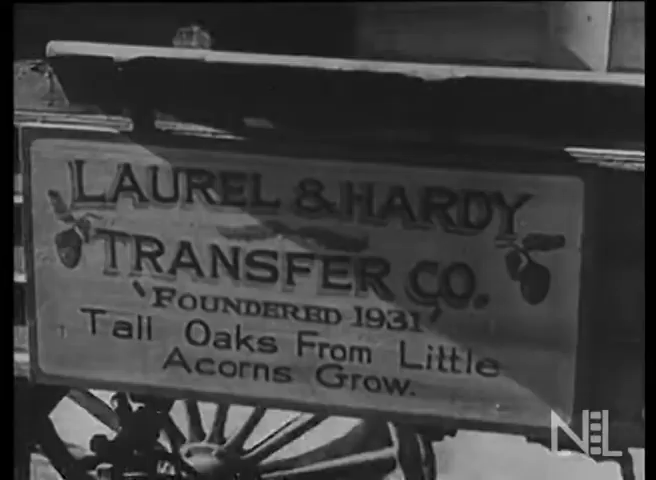 LAUREL & HARDY
TRANSFER CO.
FOUNDERED 1931
Tall Oaks From Little
Acorns Grow.
NL